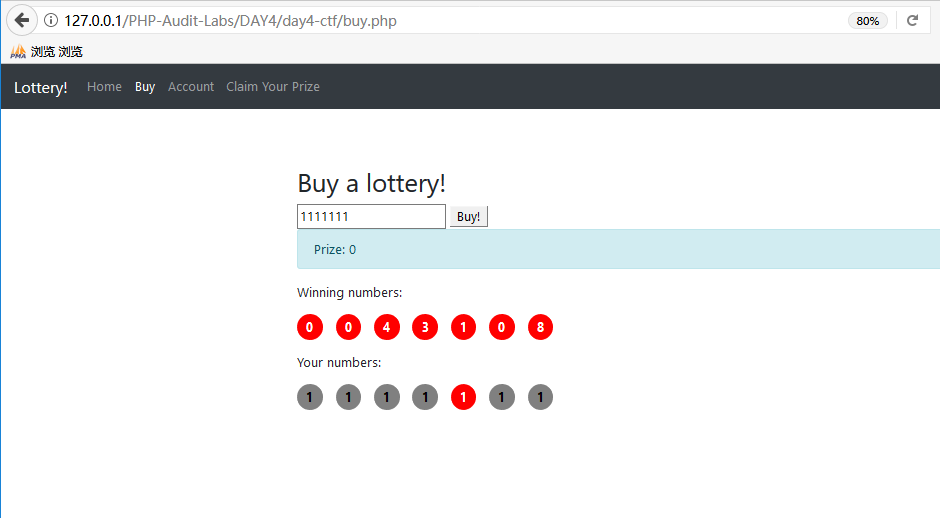 127.0.0.1/PHP-Audit-Labs/DAY4/day4-ctf/buy.php 80%
PMA 浏览 浏览
Lottery! Home Buy Account Claim Your Prize
Buy a lottery!
1111111 Buy!
Prize: 0
Winning numbers:
0 0 4 3 1 0 8
Your numbers:
1 1 1 1 1 1 1